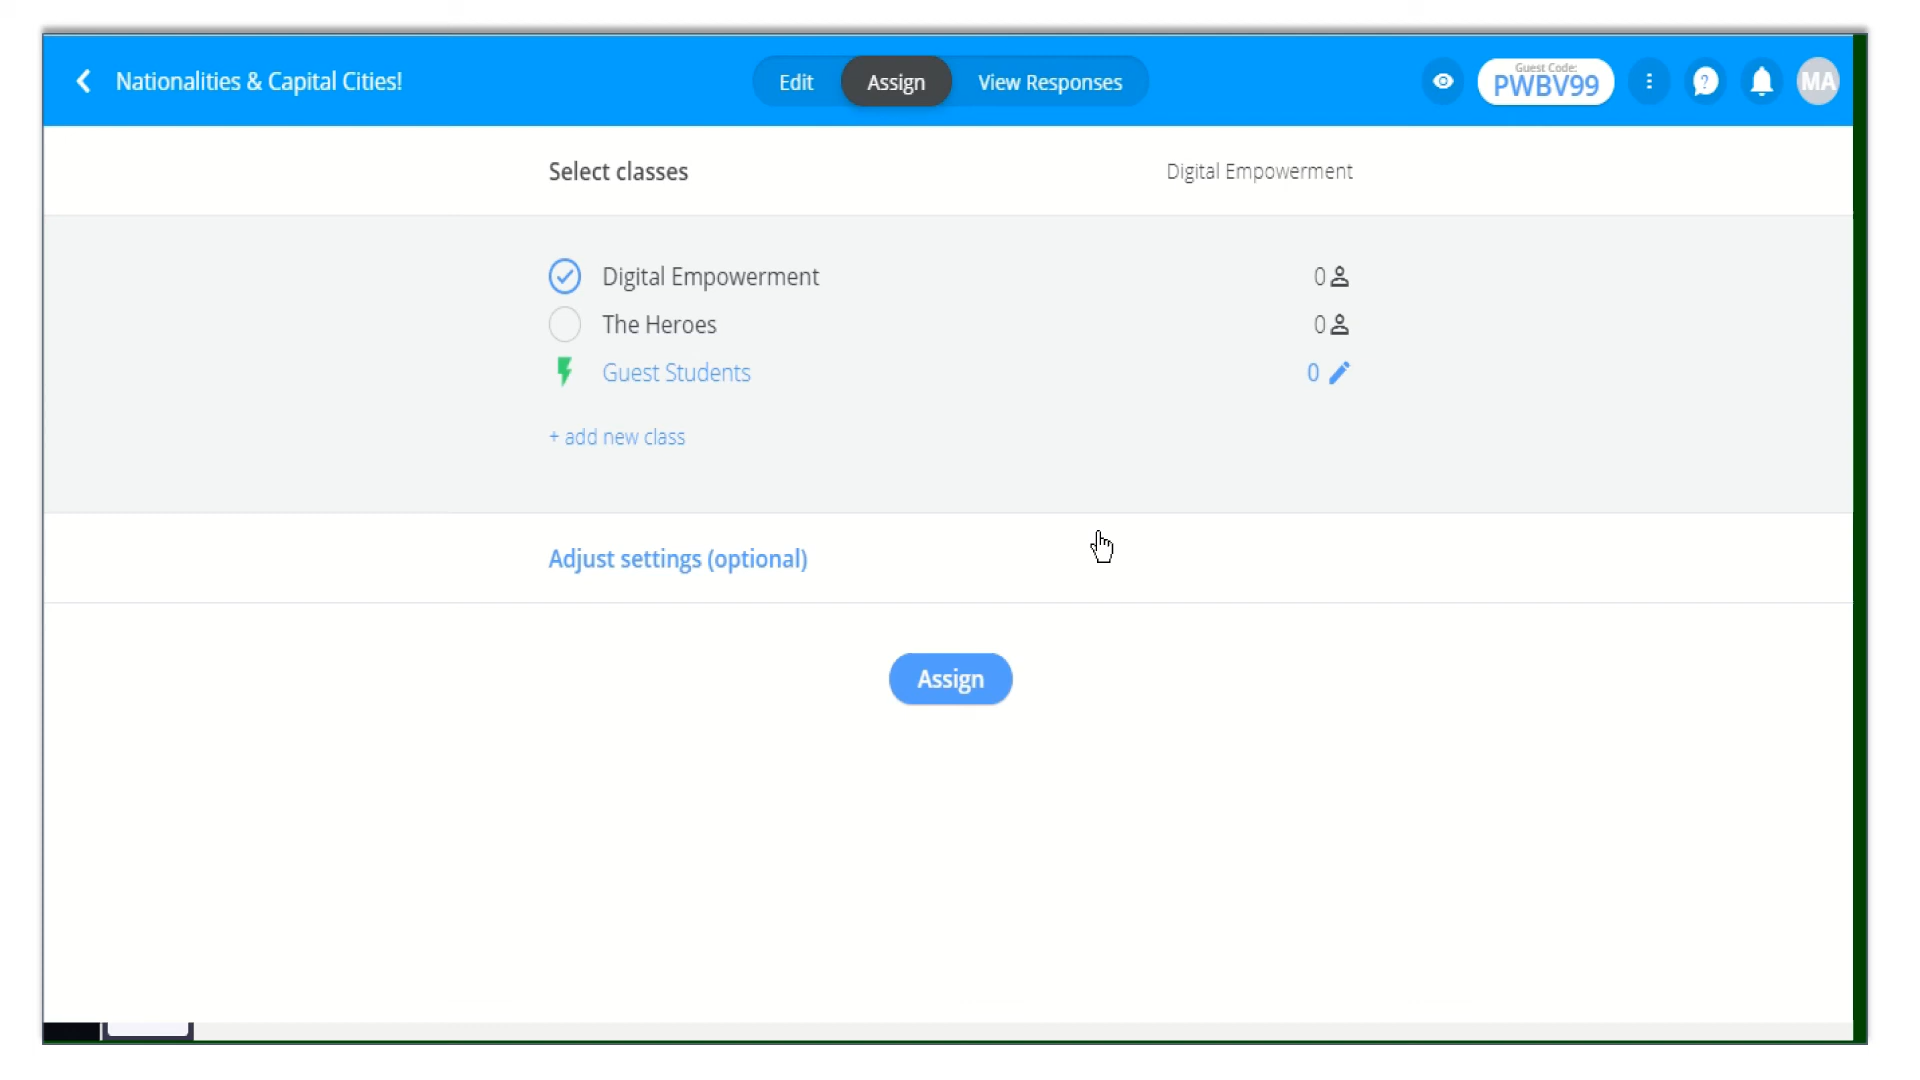 Nationalities & Capital Cities!
Edit
Assign
View Responses
Guest Code:
PWBV99
MA
Select classes
Digital Empowerment
Digital Empowerment
0
The Heroes
0
Guest Students
0
+ add new class
Adjust settings (optional)
Assign